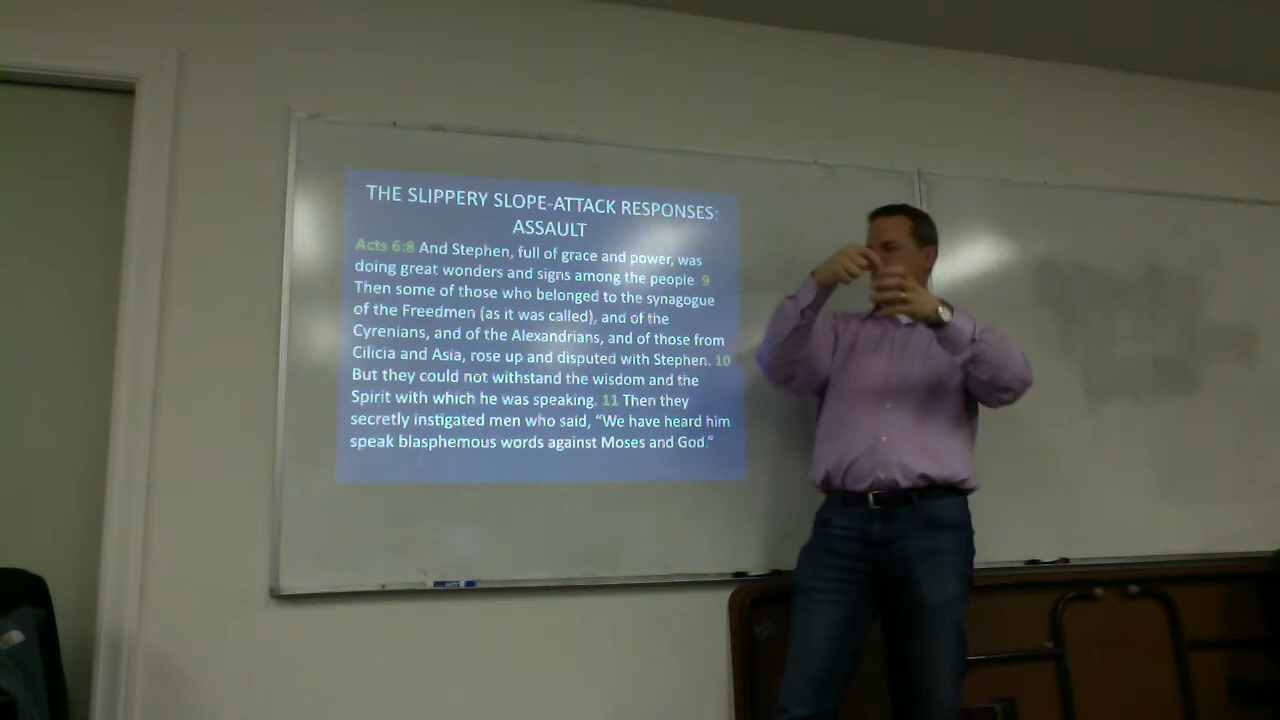 THE SLIPPERY SLOPE-ATTACK RESPONSES:
ASSAULT
Acts 6:8 And Stephen, full of grace and power, was
doing great wonders and signs among the people. 9
Then some of those who belonged to the synagogue
of the Freedmen (as it was called), and of the
Cyrenians, and of the Alexandrians, and of those from
Cilicia and Asia, rose up and disputed with Stephen. 10
But they could not withstand the wisdom and the
Spirit with which he was speaking. 11 Then they
secretly instigated men who said, “We have heard him
speak blasphemous words against Moses and God.”